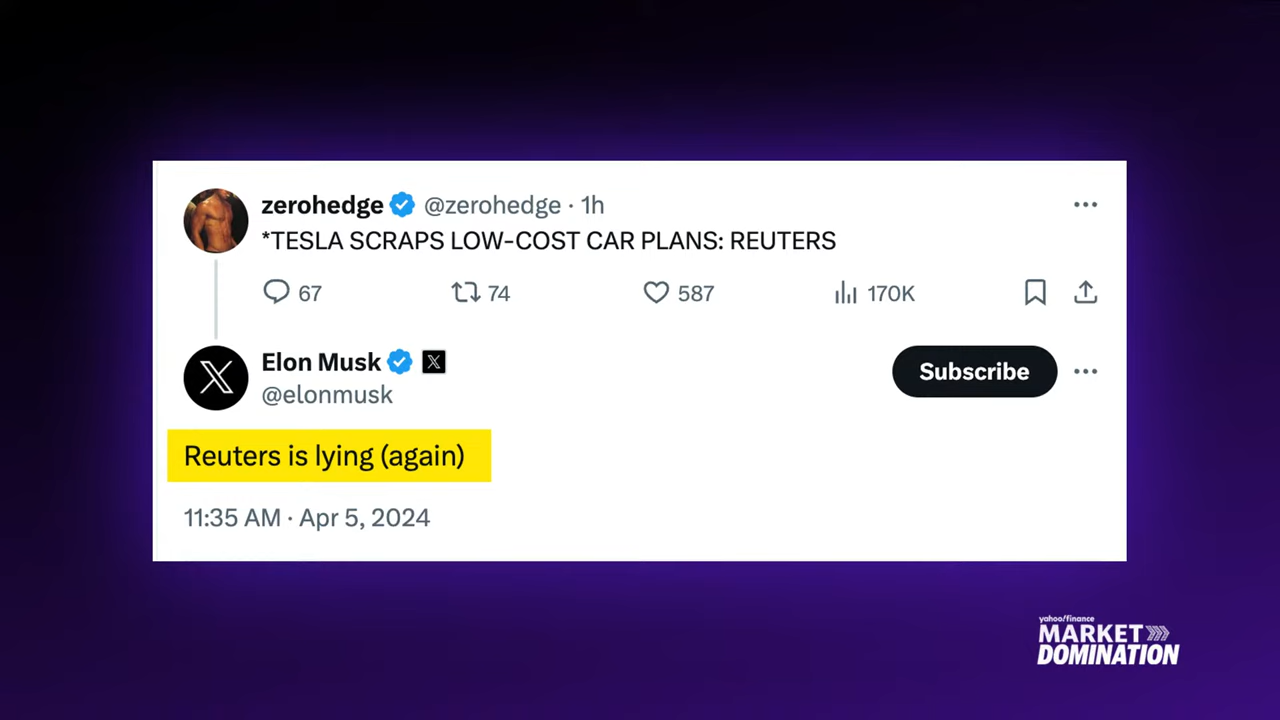 zerohedge @zerohedge · 1h
*TESLA SCRAPS LOW-COST CAR PLANS: REUTERS
67 74 587 170K
Elon Musk X
Subscribe
@elonmusk
Reuters is lying (again)
11:35 AM · Apr 5, 2024
yahoo!finance
MARKET
DOMINATION